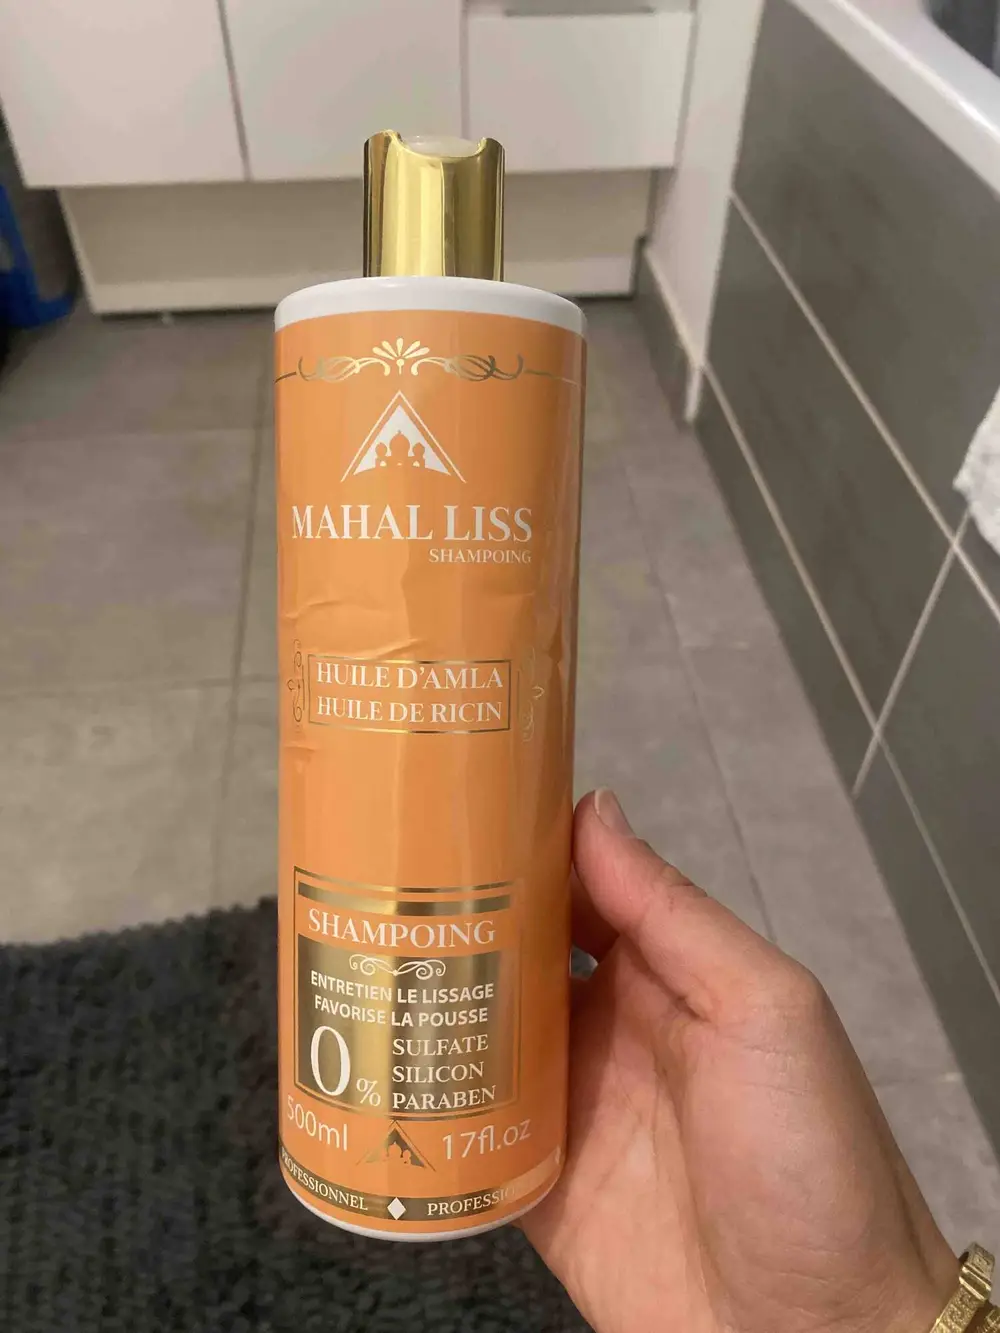 MAHAL LISS
SHAMPOING
HUILE D'AMLA
HUILE DE RICIN
SHAMPOING
ENTRETIEN LE LISSAGE
FAVORISE LA POUSSE
0% SULFATE
SILICON
PARABEN
500ml 17fl.oz
PROFESSIONNEL